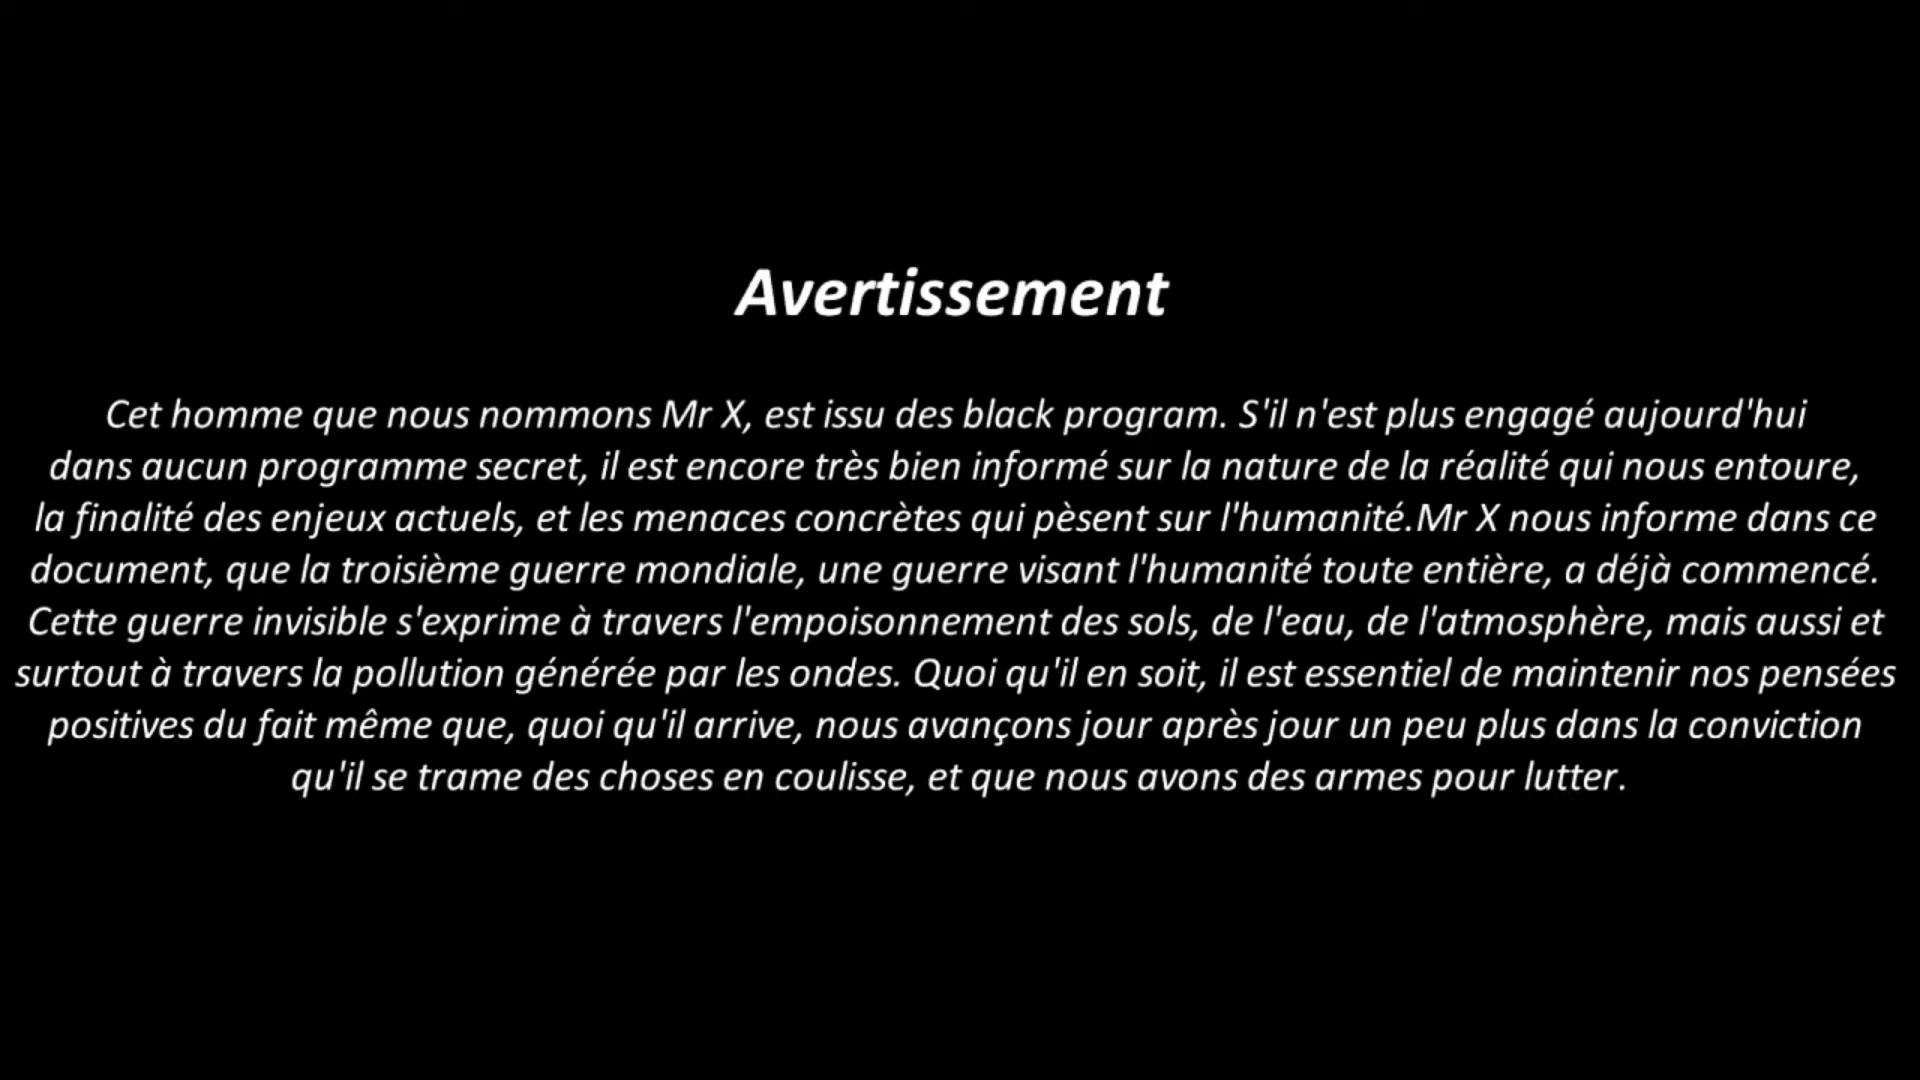 Avertissement
Cet homme que nous nommons Mr X, est issu des black program. S'il n'est plus engagé aujourd'hui
dans aucun programme secret, il est encore très bien informé sur la nature de la réalité qui nous entoure,
la finalité des enjeux actuels, et les menaces concrètes qui pèsent sur l'humanité.Mr X nous informe dans ce
document, que la troisième guerre mondiale, une guerre visant l'humanité toute entière, a déjà commencé.
Cette guerre invisible s'exprime à travers l'empoisonnement des sols, de l'eau, de l'atmosphère, mais aussi et
surtout à travers la pollution générée par les ondes. Quoi qu'il en soit, il est essentiel de maintenir nos pensées
positives du fait même que, quoi qu'il arrive, nous avançons jour après jour un peu plus dans la conviction
qu'il se trame des choses en coulisse, et que nous avons des armes pour lutter.